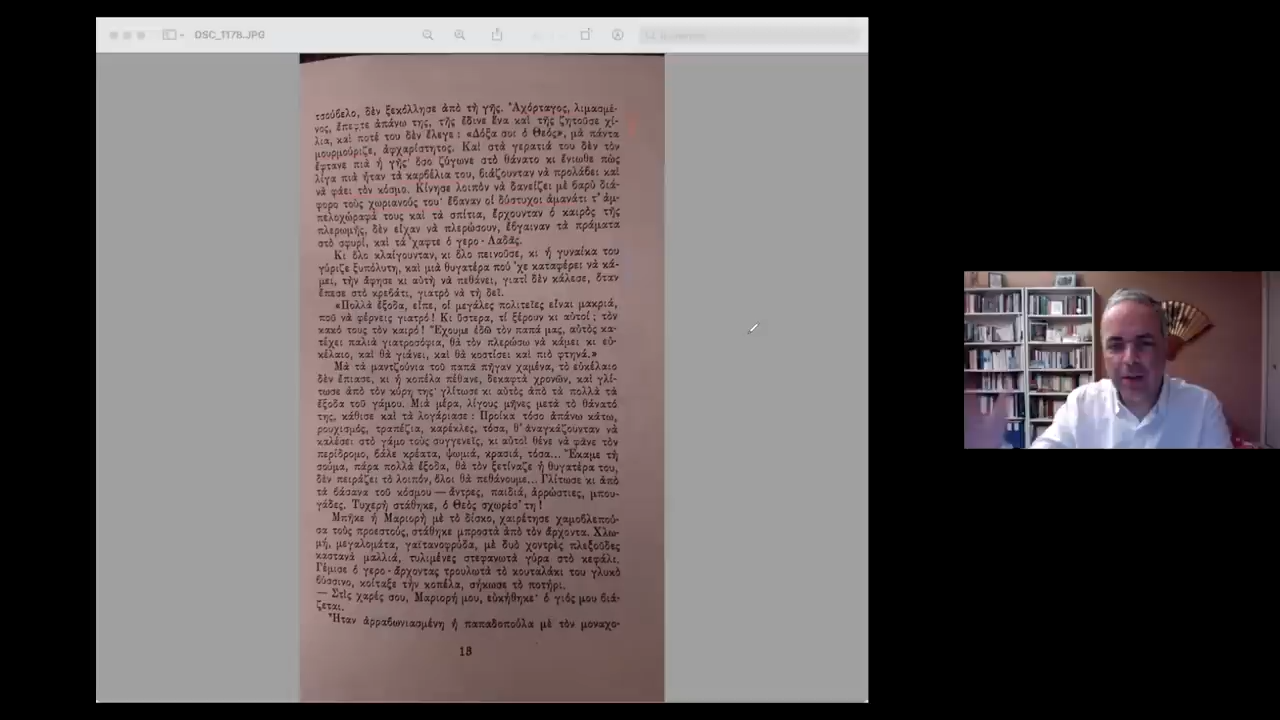 DSC_1178.JPG
τσούβελο, δὲν ξεκόλλησε ἀπὸ τὴ γῆς. Ἀχόρταγος, λιμασμέ-
νος, ἔπεφτε ἀπάνω της, τῆς ἔδινε ἕνα καὶ τῆς ζητοῦσε χί-
λια, καὶ ποτέ του δὲν ἔλεγε : «Δόξα σοι ὁ Θεός», μὰ πάντα
μουρμούριζε, ἀφχαρίστητος. Καὶ στὰ γερατιά του δὲν τὸν
ἔφτανε πιὰ ἡ γῆς· ὅσο ζύγωνε στὸ θάνατο κι ἔνιωθε πὼς
λίγα πιὰ ἦταν τὰ καρβέλια του, βιάζουνταν νὰ προλάβει καὶ
νὰ φάει τὸν κόσμο. Κίνησε λοιπὸν νὰ δανείζει μὲ βαρὺ διά-
φορο τοὺς χωριανούς του· ἔβαναν οἱ δύστυχοι ἀμανάτι τ' ἀμ-
πελοχώραφά τους καὶ τὰ σπίτια, ἔρχουνταν ὁ καιρὸς τῆς
πλερωμῆς, δὲν εἶχαν νὰ πλερώσουν, ἔβγαιναν τὰ πράματα
στὸ σφυρί, καὶ τά 'χαφτε ὁ γερο - Λαδᾶς.
Κι ὅλο κλαίγουνταν, κι ὅλο πεινοῦσε, κι ἡ γυναίκα του
γύριζε ξυπόλυτη, καὶ μιὰ θυγατέρα πού 'χε καταφέρει νὰ κά-
μει, τὴν ἄφησε κι αὐτὴ νὰ πεθάνει, γιατὶ δὲν κάλεσε, ὅταν
ἔπεσε στὸ κρεβάτι, γιατρὸ νὰ τὴ δεῖ.
«Πολλὰ ἔξοδα, εἶπε, οἱ μεγάλες πολιτεῖες εἶναι μακριά,
ποῦ νὰ φέρνεις γιατρό! Κι ὕστερα, τί ξέρουν κι αὐτοί ; τὸν
κακό τους τὸν καιρό! Ἔχουμε ἐδῶ τὸν παπά μας, αὐτὸς κα-
τέχει παλιὰ γιατροσόφια, θὰ τὸν πλερώσω νὰ κάμει κι εὐ-
κέλαιο, καὶ θὰ γιάνει, καὶ θὰ κοστίσει καὶ πιὸ φτηνά.»
Μὰ τὰ μαντζούνια τοῦ παπᾶ πῆγαν χαμένα, τὸ εὐκέλαιο
δὲν ἔπιασε, κι ἡ κοπέλα πέθανε, δεκαφτὰ χρονῶν, καὶ γλί-
τωσε ἀπὸ τὸν κύρη της· γλίτωσε κι αὐτὸς ἀπὸ τὰ πολλὰ τὰ
ἔξοδα τοῦ γάμου. Μιὰ μέρα, λίγους μῆνες μετὰ τὸ θάνατό
της, κάθισε καὶ τὰ λογάριασε : Προίκα τόσο ἀπάνω κάτω,
ρουχισμός, τραπέζια, καρέκλες, τόσα, θ' ἀναγκάζουνταν νὰ
καλέσει στὸ γάμο τοὺς συγγενεῖς, κι αὐτοὶ θένε νὰ φᾶνε τὸν
περίδρομο, βάλε κρέατα, ψωμιά, κρασιά, τόσα... Ἔκαμε τὴ
σούμα, πάρα πολλὰ ἔξοδα, θὰ τὸν ξετίναζε ἡ θυγατέρα του,
δὲν πειράζει τὸ λοιπόν, ὅλοι θὰ πεθάνουμε... Γλίτωσε κι ἀπὸ
τὰ βάσανα τοῦ κόσμου — ἄντρες, παιδιά, ἀρρώστιες, μπου-
γάδες. Τυχερὴ στάθηκε, ὁ Θεὸς σχωρέσ' τη !
Μπῆκε ἡ Μαριορὴ μὲ τὸ δίσκο, χαιρέτησε χαμοβλεπού-
σα τοὺς προεστούς, στάθηκε μπροστὰ ἀπὸ τὸν ἄρχοντα. Χλω-
μή, μεγαλομάτα, γαϊτανοφρύδα, μὲ δυὸ χοντρὲς πλεξοῦδες
καστανὰ μαλλιά, τυλιμένες στεφανωτὰ γύρα στὸ κεφάλι.
Γέμισε ὁ γερο - ἄρχοντας τρουλωτὰ τὸ κουταλάκι του γλυκὸ
βύσσινο, κοίταξε τὴν κοπέλα, σήκωσε τὸ ποτήρι.
— Στὶς χαρές σου, Μαριορή μου, εὐκήθηκε· ὁ γιός μου βιά-
ζεται.
Ἦταν ἀρραβωνιασμένη ἡ παπαδοπούλα μὲ τὸν μοναχο-
13